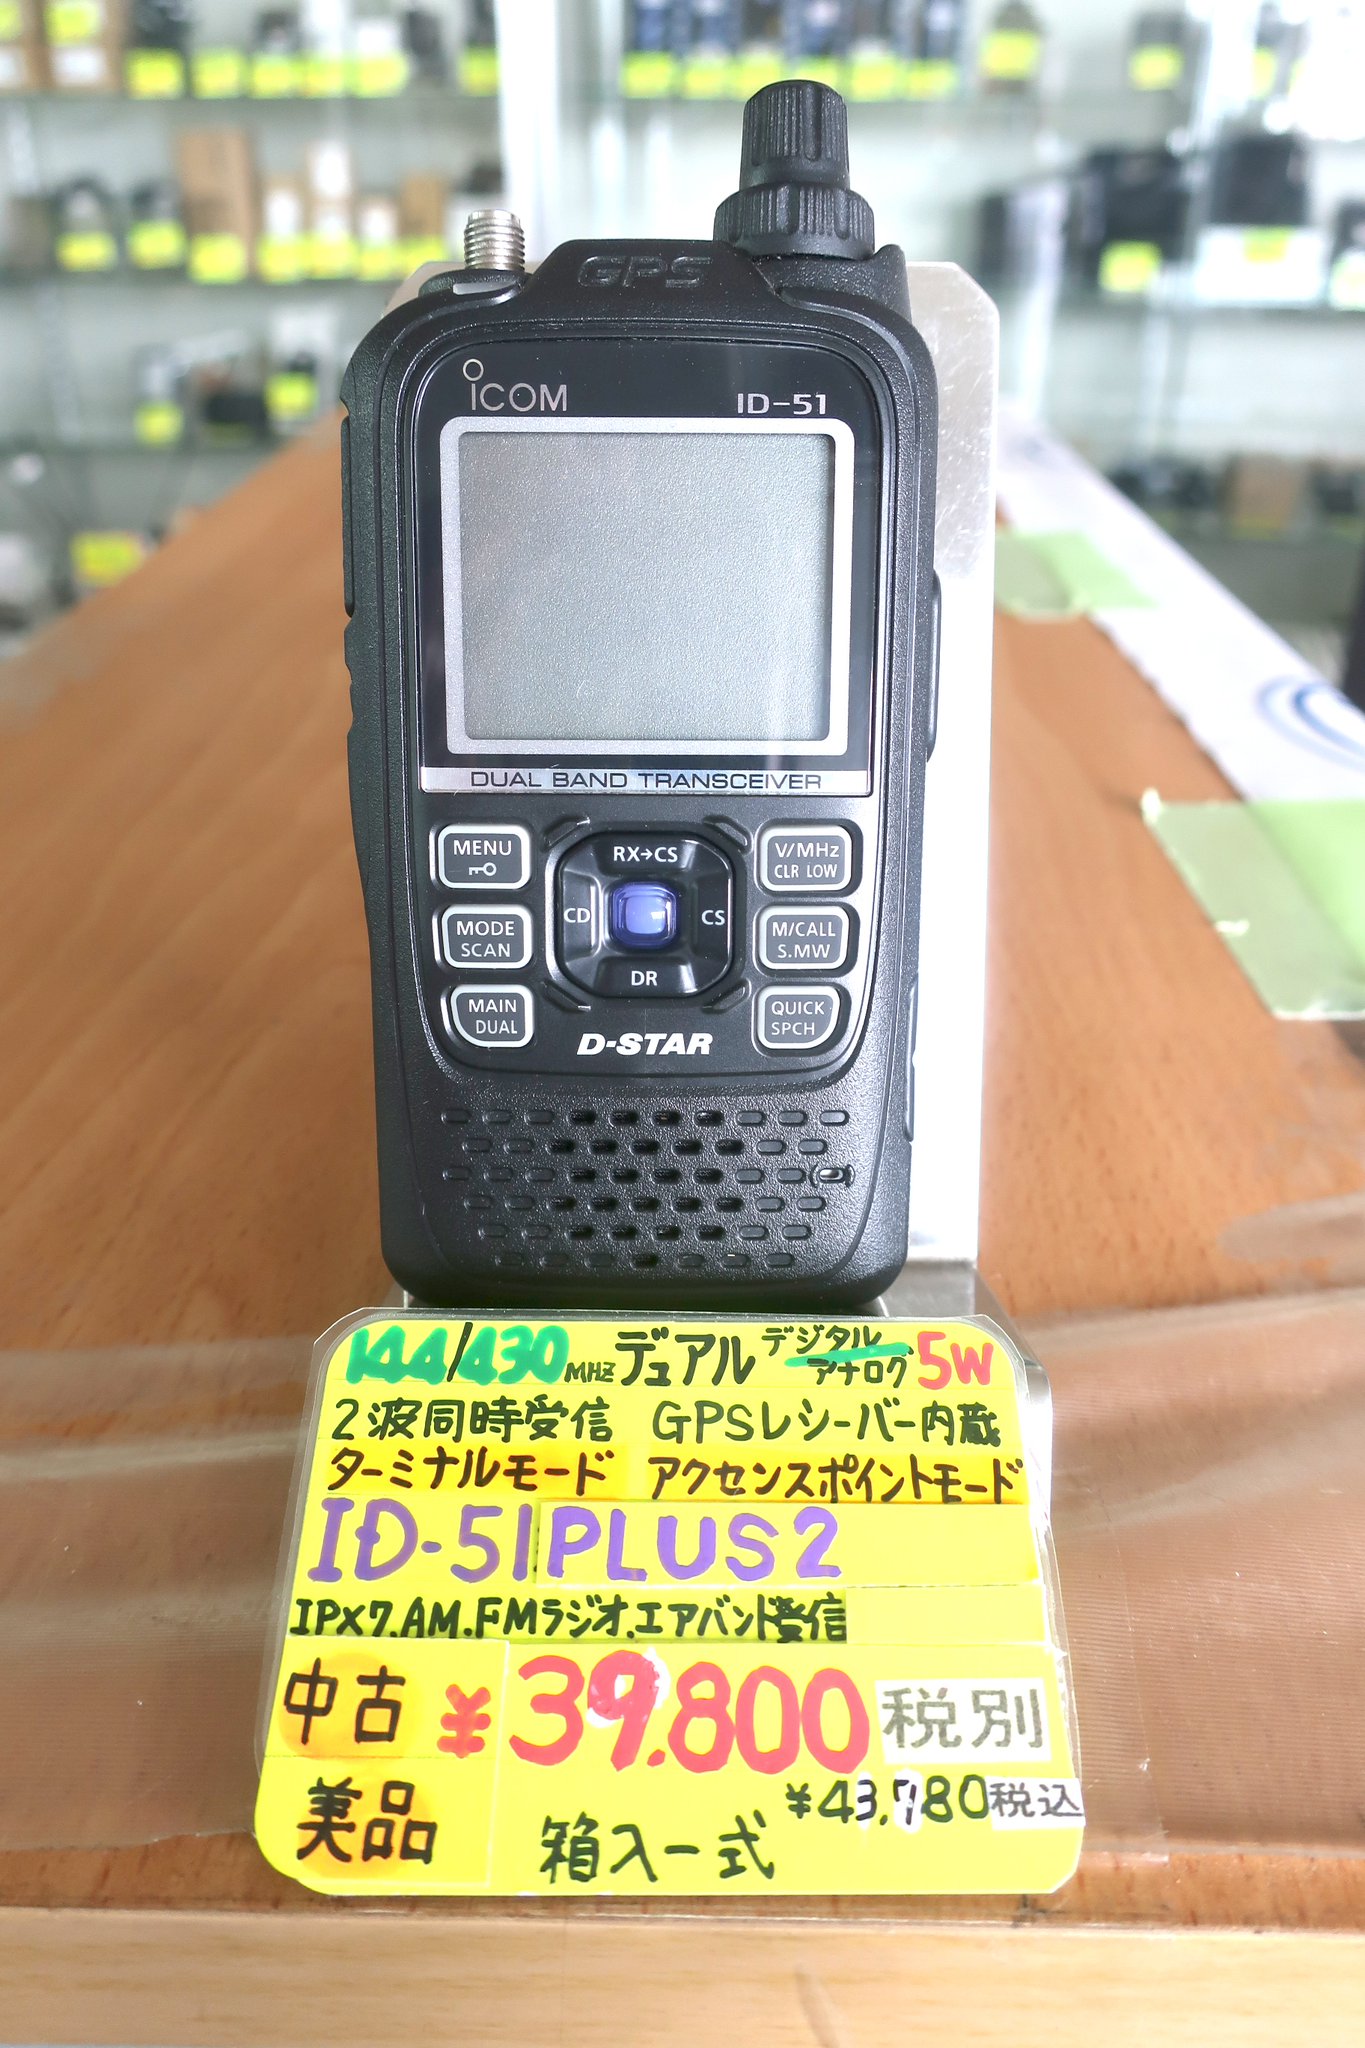 GPS
ICOM ID-51
DUAL BAND TRANSCEIVER
MENU RX→CS V/MHz
CLR LOW
MODE CD CS M/CALL
SCAN S.MW
MAIN DR QUICK
DUAL SPCH
D-STAR
144/430MHZ デュアル デジタル アナログ 5W
2波同時受信 GPSレシーバー内蔵
ターミナルモード アクセンスポイントモード
ID-51PLUS2
IPX7.AM.FMラジオ.エアバンド受信
中古 ¥39.800 税別
美品 ¥43.780税込
箱入一式